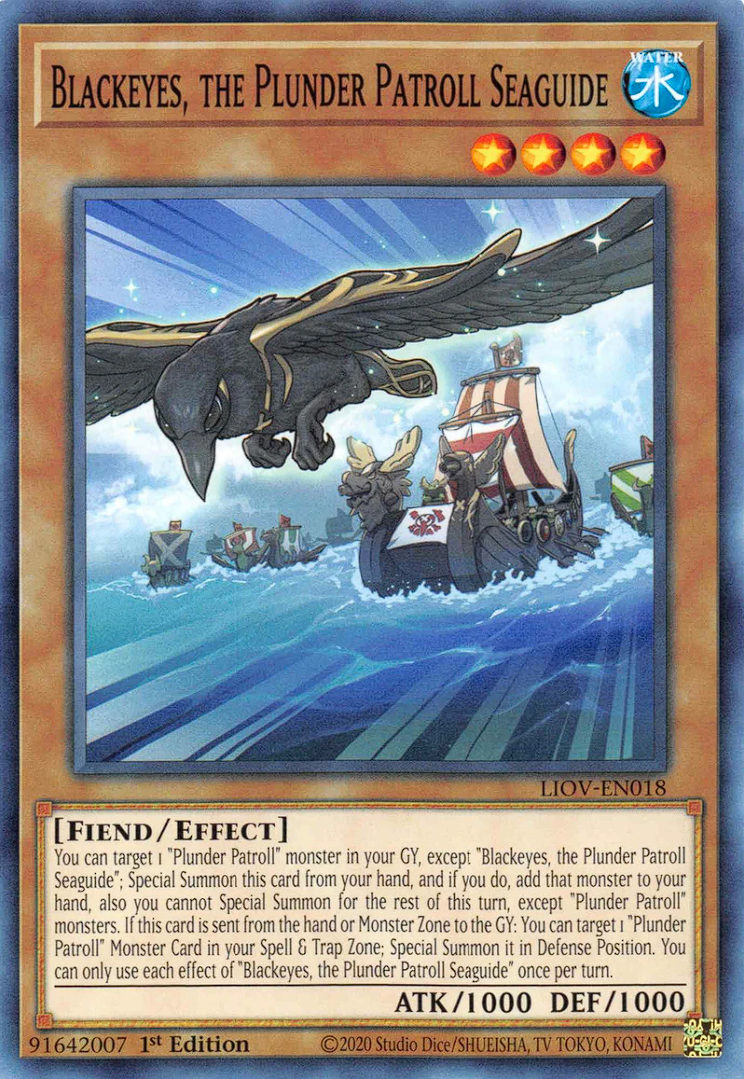 BLACKEYES, THE PLUNDER PATROLL SEAGUIDE
WATER
水
LIOV-EN018
[FIEND/EFFECT]
You can target 1 "Plunder Patroll" monster in your GY, except "Blackeyes, the Plunder Patroll
Seaguide"; Special Summon this card from your hand, and if you do, add that monster to your
hand, also you cannot Special Summon for the rest of this turn, except "Plunder Patroll"
monsters. If this card is sent from the hand or Monster Zone to the GY: You can target 1 "Plunder
Patroll" Monster Card in your Spell & Trap Zone; Special Summon it in Defense Position. You
can only use each effect of "Blackeyes, the Plunder Patroll Seaguide" once per turn.
ATK/1000 DEF/1000
91642007 1st Edition ©2020 Studio Dice/SHUEISHA, TV TOKYO, KONAMI